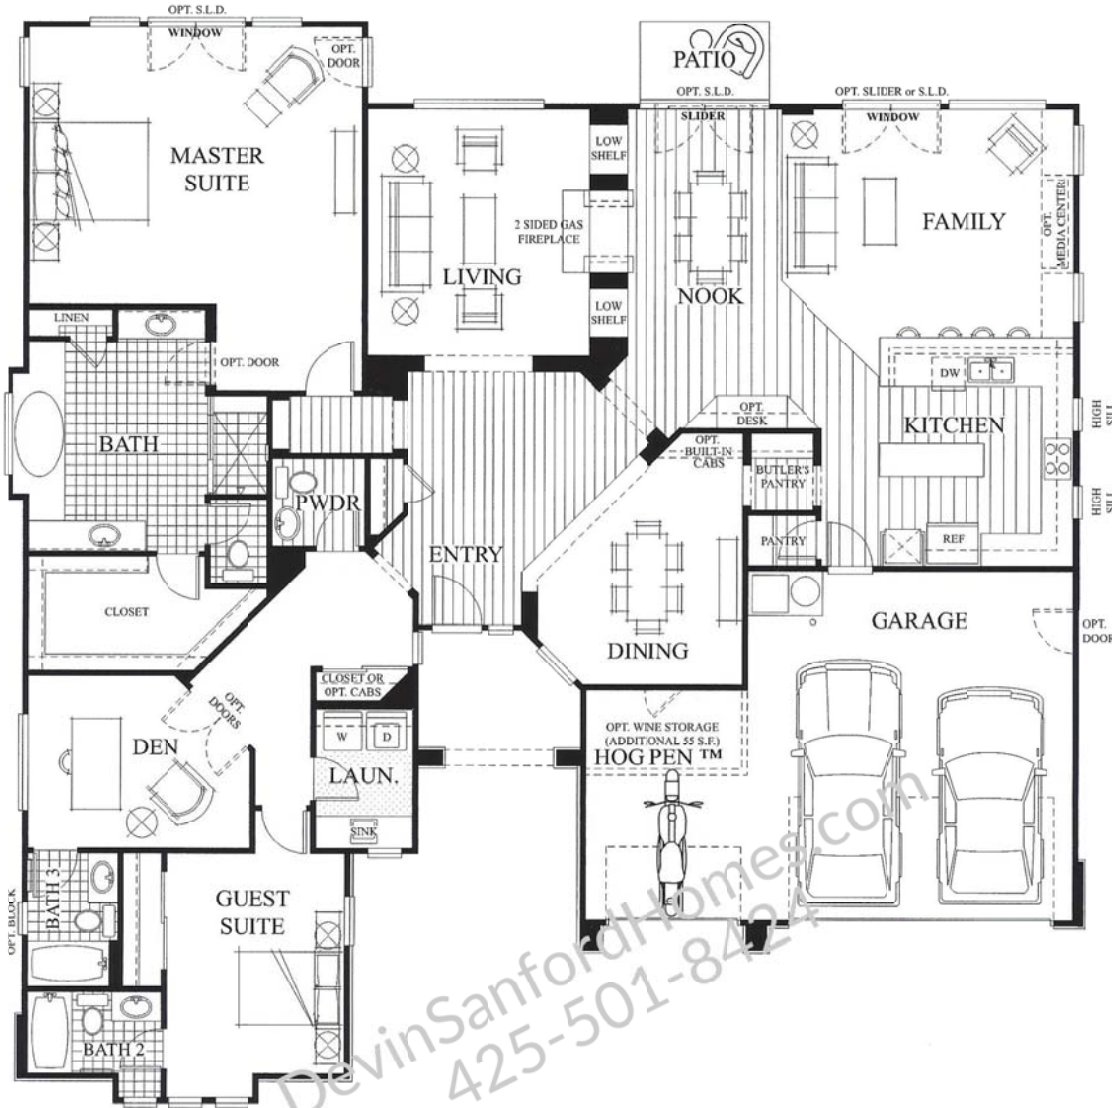 OPT. S.L.D.
WINDOW
OPT.
DOOR
MASTER
SUITE
PATIO
OPT. S.L.D.
SLIDER
OPT. SLIDER or S.L.D.
WINDOW
LOW
SHELF
2 SIDED GAS
FIREPLACE
LIVING
LOW
SHELF
NOOK
FAMILY
OPT.
MEDIA CENTER
LINEN
OPT. DOOR
BATH
DW
OPT.
DESK
KITCHEN
HIGH
SILL
OPT.
BUILT-IN
CABS
BUTLER'S
PANTRY
HIGH
SILL
PWDR
ENTRY
PANTRY
REF
CLOSET
DINING
GARAGE
OPT.
DOOR
CLOSET OR
OPT. CABS
OPT.
DOORS
DEN
W
D
LAUN.
SINK
OPT. WINE STORAGE
(ADDITIONAL 55 S.F.)
HOG PEN ™
BATH 3
OPT. BLOCK
GUEST
SUITE
BATH 2
DevinSanfordHomes.com
425-501-8424